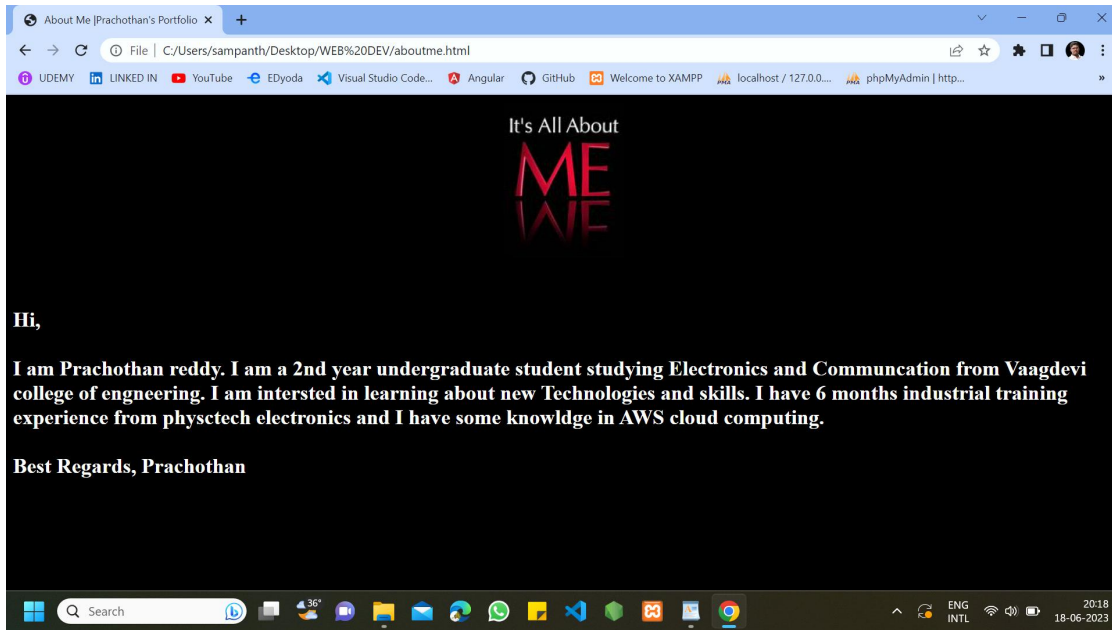 About Me |Prachothan's Portfolio
File | C:/Users/sampanth/Desktop/WEB%20DEV/aboutme.html
UDEMY LINKED IN YouTube EDyoda Visual Studio Code... Angular GitHub Welcome to XAMPP localhost / 127.0.0.... phpMyAdmin | http... »
It's All About
ME
Hi,
I am Prachothan reddy. I am a 2nd year undergraduate student studying Electronics and Communcation from Vaagdevi
college of engneering. I am intersted in learning about new Technologies and skills. I have 6 months industrial training
experience from physctech electronics and I have some knowldge in AWS cloud computing.
Best Regards, Prachothan
Search 36° ENG 20:18
INTL 18-06-2023